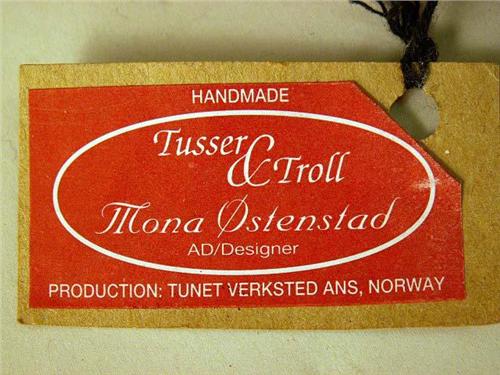 HANDMADE
Tusser
& Troll
Mona Østenstad
AD/Designer
PRODUCTION: TUNET VERKSTED ANS, NORWAY